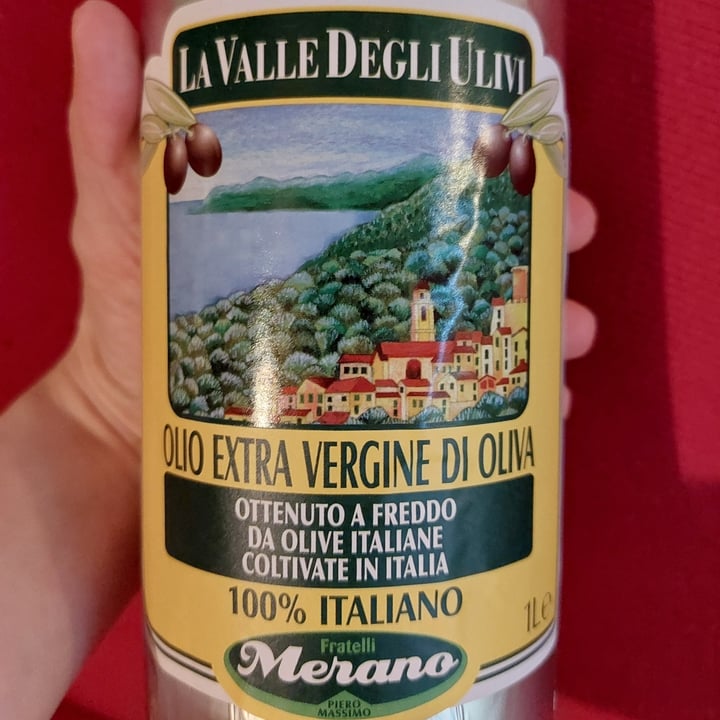 LA VALLE DEGLI ULIVI
OLIO EXTRA VERGINE DI OLIVA
OTTENUTO A FREDDO
DA OLIVE ITALIANE
COLTIVATE IN ITALIA
100% ITALIANO
1L e
Fratelli
Merano
PIERO
MASSIMO